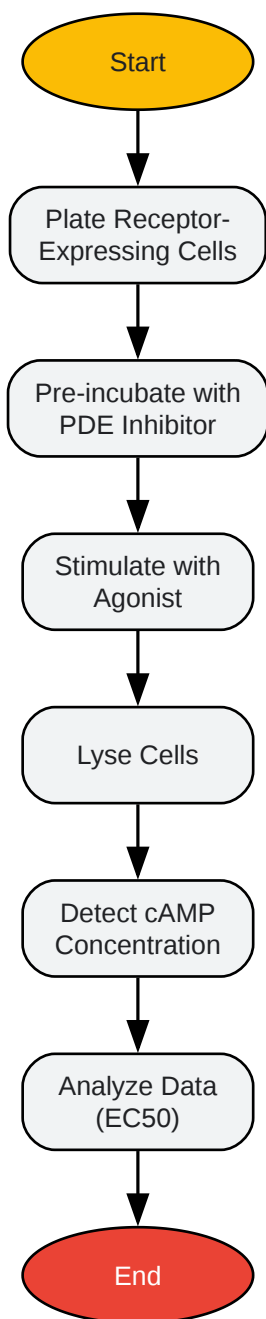 Start
Plate Receptor-
Expressing Cells
Pre-incubate with
PDE Inhibitor
Stimulate with
Agonist
Lyse Cells
Detect cAMP
Concentration
Analyze Data
(EC50)
End